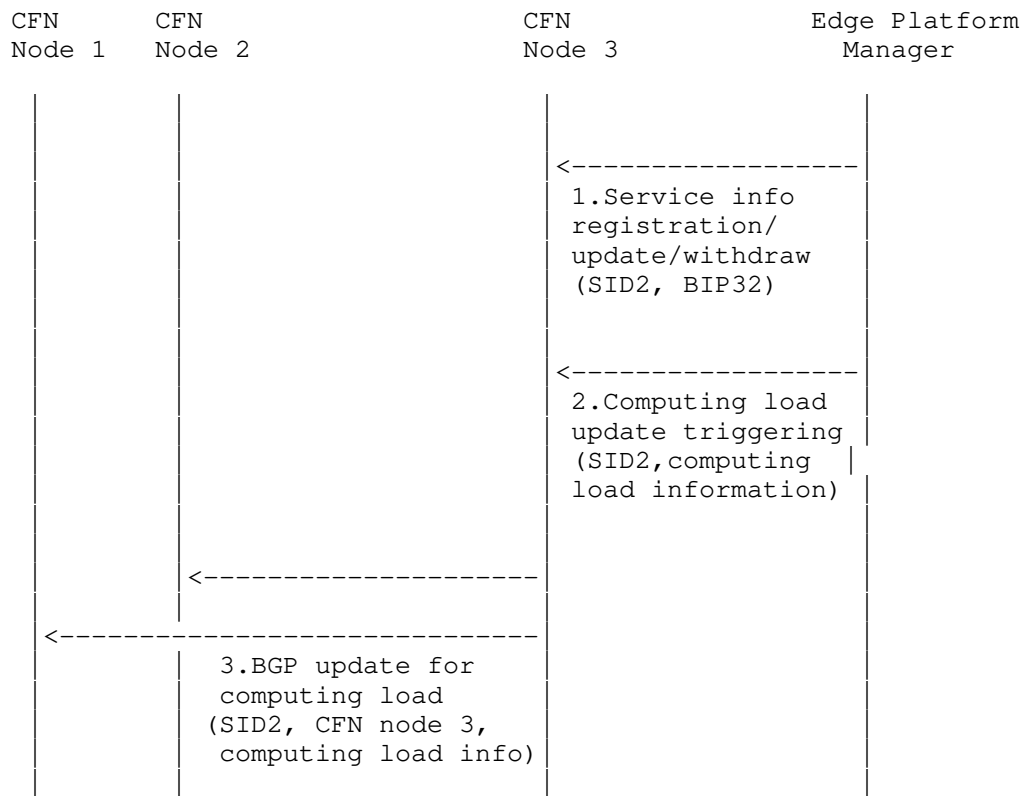 CFN CFN CFN Edge Platform
Node 1 Node 2 Node 3 Manager
1.Service info
registration/
update/withdraw
(SID2, BIP32)
2.Computing load
update triggering
(SID2,computing
load information)
3.BGP update for
computing load
(SID2, CFN node 3,
computing load info)